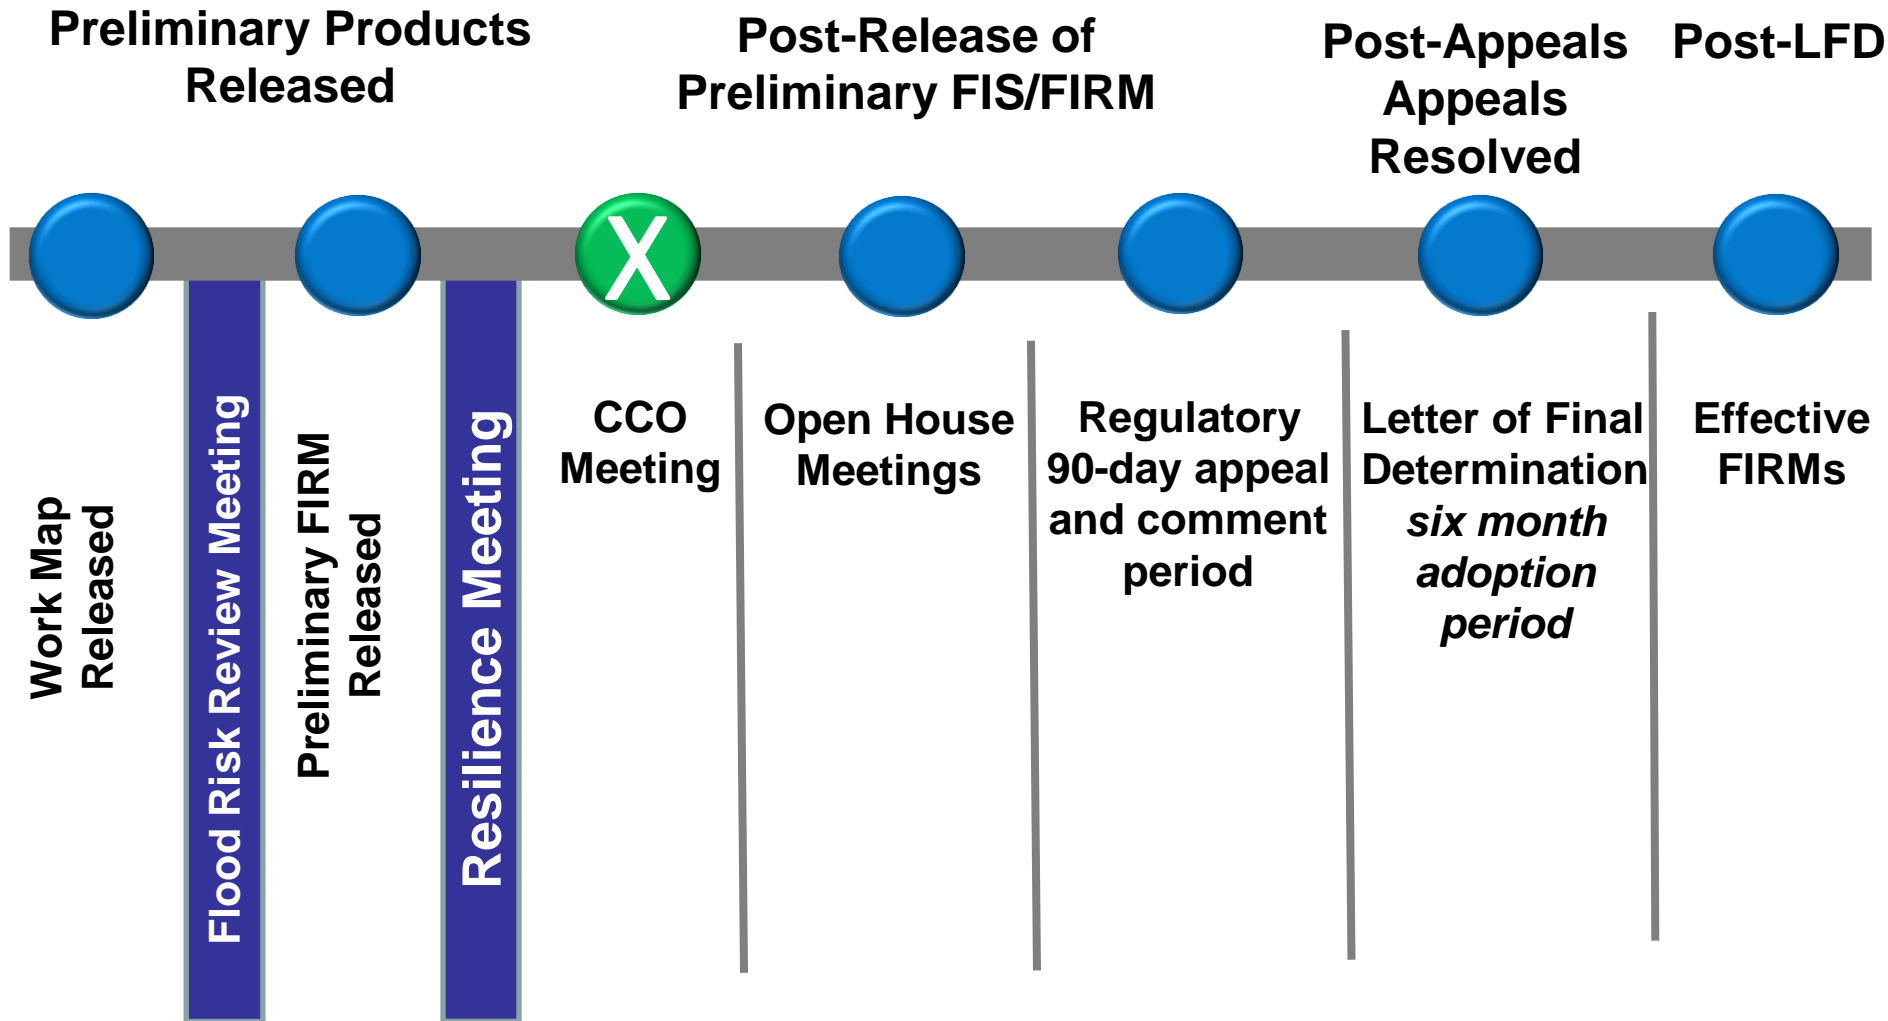 Preliminary Products
Released
Post-Release of
Preliminary FIS/FIRM
Post-Appeals
Appeals
Resolved
Post-LFD
X
Work Map
Released
Flood Risk Review Meeting
Preliminary FIRM
Released
Resilience Meeting
CCO
Meeting
Open House
Meetings
Regulatory
90-day appeal
and comment
period
Letter of Final
Determination
six month
adoption
period
Effective
FIRMs